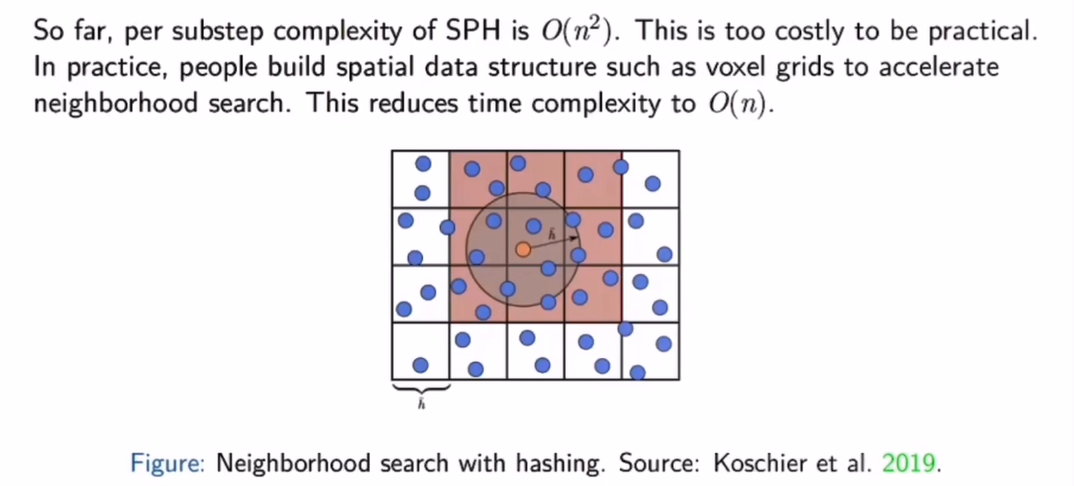 So far, per substep complexity of SPH is O(n²). This is too costly to be practical.
In practice, people build spatial data structure such as voxel grids to accelerate
neighborhood search. This reduces time complexity to O(n).
ℏ
ℏ
Figure: Neighborhood search with hashing. Source: Koschier et al. 2019.